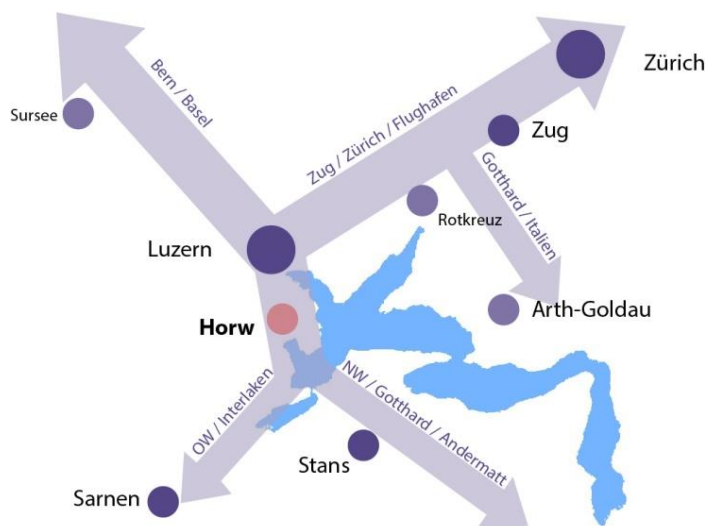 Zürich
Bern / Basel
Sursee
Zug / Zürich / Flughafen
Zug
Gotthard / Italien
Rotkreuz
Luzern
Arth-Goldau
Horw
OW / Interlaken
NW / Gotthard / Andermatt
Stans
Sarnen